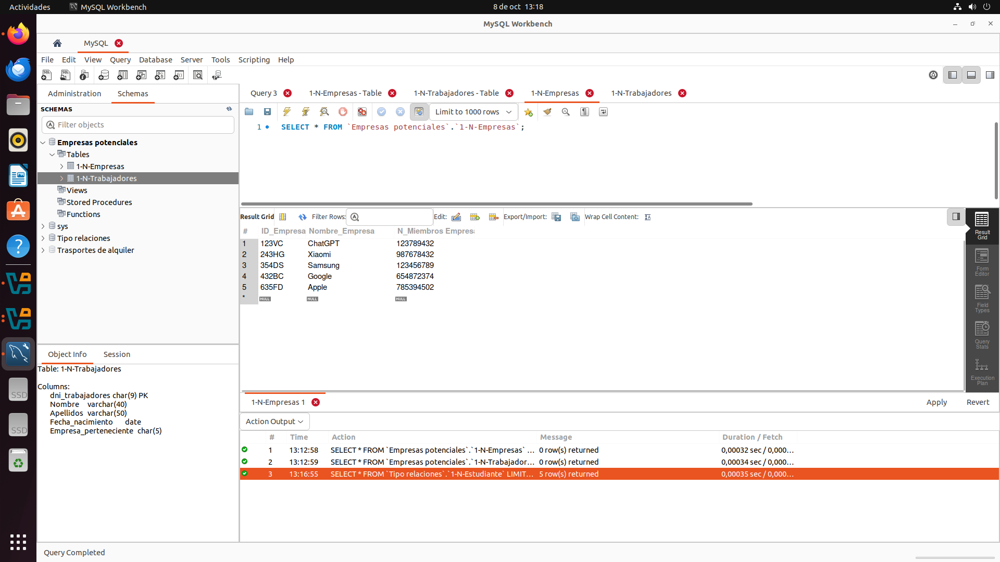 Actividades MySQL Workbench 8 de oct 13:18
MySQL Workbench
MySQL
File Edit View Query Database Server Tools Scripting Help
Administration Schemas
Query 3 1-N-Empresas - Table 1-N-Trabajadores - Table 1-N-Empresas 1-N-Trabajadores
SCHEMAS
Filter objects
Empresas potenciales
Tables
1-N-Empresas
1-N-Trabajadores
Views
Stored Procedures
Functions
sys
Tipo relaciones
Trasportes de alquiler
Limit to 1000 rows
1 SELECT * FROM `Empresas potenciales`.`1-N-Empresas`;
Result Grid Filter Rows: Edit: Export/Import: Wrap Cell Content:
# ID_Empresa Nombre_Empresa N_Miembros Empresa
1 123VC ChatGPT 123789432
2 243HG Xiaomi 987678432
3 354DS Samsung 123456789
4 432BC Google 654872374
5 635FD Apple 785394502
* NULL NULL NULL
Result Grid
Form Editor
Field Types
Query Stats
Execution Plan
Object Info Session
Table: 1-N-Trabajadores
Columns:
dni_trabajadores char(9) PK
Nombre varchar(40)
Apellidos varchar(50)
Fecha_nacimiento date
Empresa_perteneciente char(5)
1-N-Empresas 1 Apply Revert
Action Output
# Time Action Message Duration / Fetch
1 13:12:58 SELECT * FROM `Empresas potenciales`.`1-N-Empresas` ... 0 row(s) returned 0,00032 sec / 0,000...
2 13:12:59 SELECT * FROM `Empresas potenciales`.`1-N-Trabajador... 0 row(s) returned 0,00034 sec / 0,000...
3 13:16:55 SELECT * FROM `Tipo relaciones`.`1-N-Estudiante` LIMIT... 5 row(s) returned 0,00035 sec / 0,000...
SSD
SSD
Query Completed